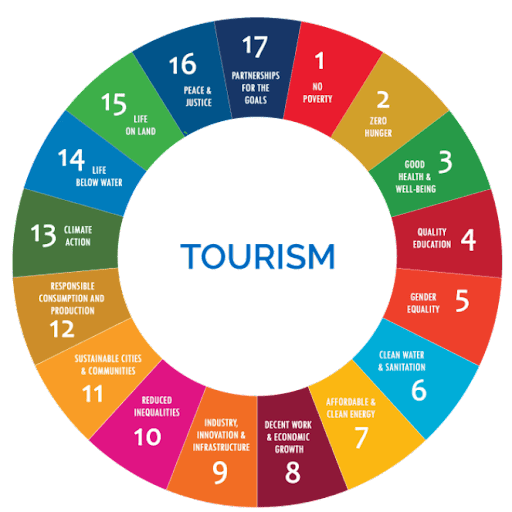 1
NO
POVERTY
2
ZERO
HUNGER
GOOD
HEALTH &
WELL-BEING
3
QUALITY
EDUCATION
4
GENDER
EQUALITY
5
CLEAN WATER
& SANITATION
6
AFFORDABLE &
CLEAN ENERGY
7
DECENT WORK
& ECONOMIC
GROWTH
8
INDUSTRY,
INNOVATION &
INFRASTRUCTURE
9
REDUCED
INEQUALITIES
10
SUSTAINABLE CITIES
& COMMUNITIES
11
RESPONSIBLE
CONSUMPTION AND
PRODUCTION
12
13
CLIMATE
ACTION
14
LIFE
BELOW WATER
15
LIFE
ON LAND
16
PEACE &
JUSTICE
17
PARTNERSHIPS
FOR THE
GOALS
TOURISM